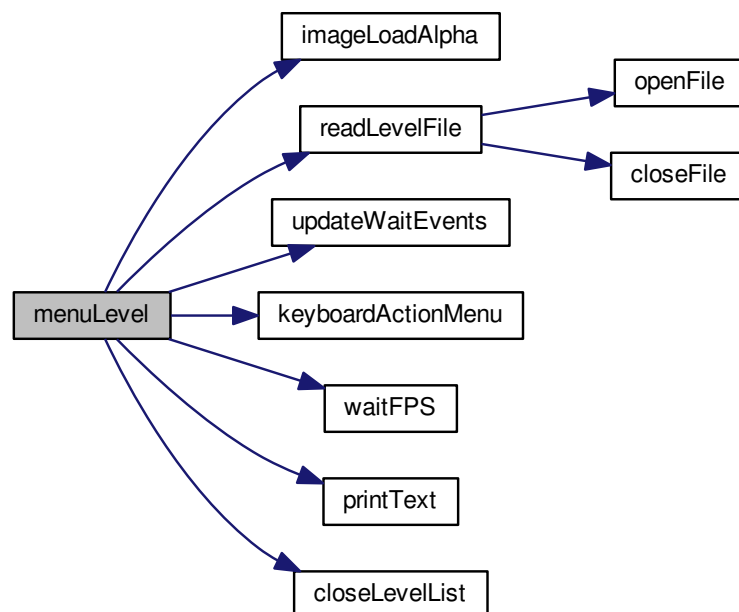 imageLoadAlpha
openFile
readLevelFile
closeFile
updateWaitEvents
menuLevel
keyboardActionMenu
waitFPS
printText
closeLevelList